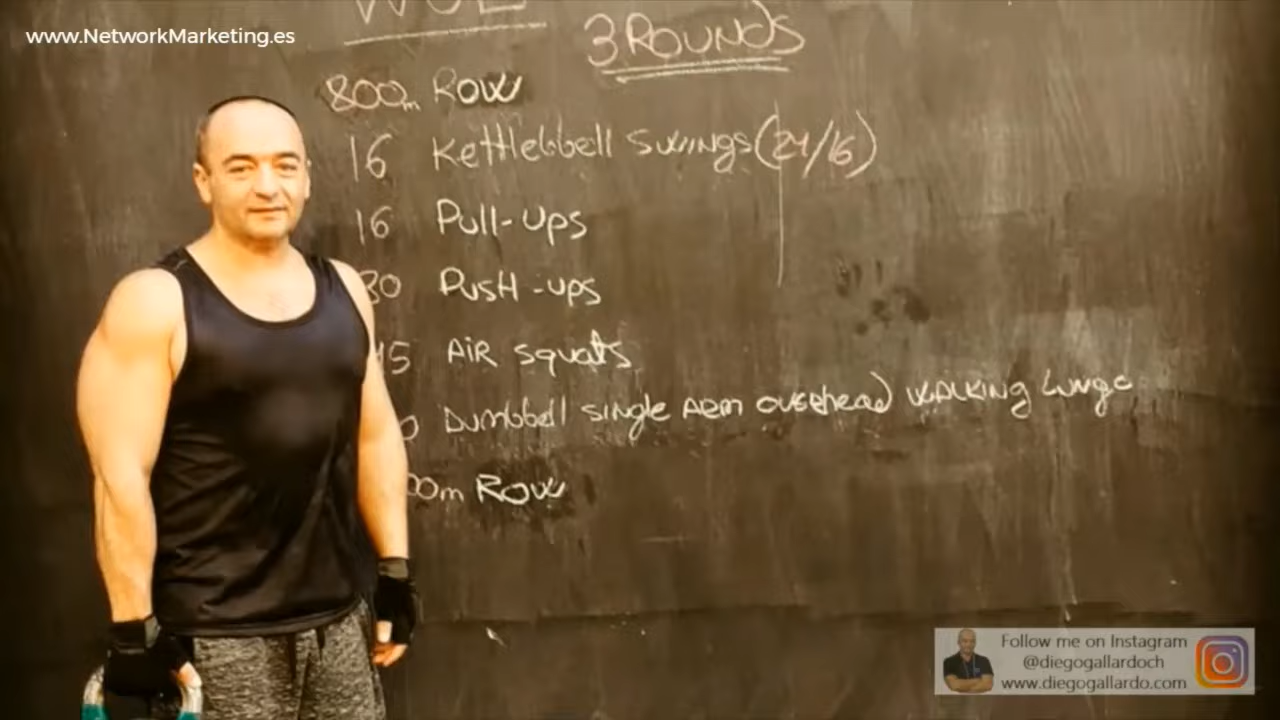 www.NetworkMarketing.es
3 ROUNDS
800m ROW
16 Kettlebell swings (24/16)
16 Pull-ups
30 Push-ups
AiR squats
Dumbbell single ARM overhead walking lunge
ROW
Follow me on Instagram
@diegogallardoch
www.diegogallardo.com